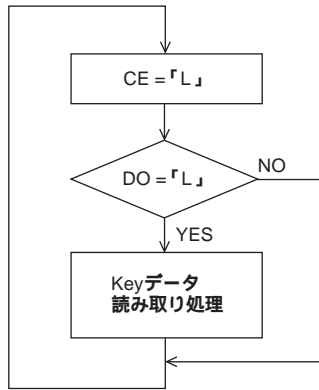 CE=「L」
DO=「L」
NO
YES
Keyデータ
読み取り処理